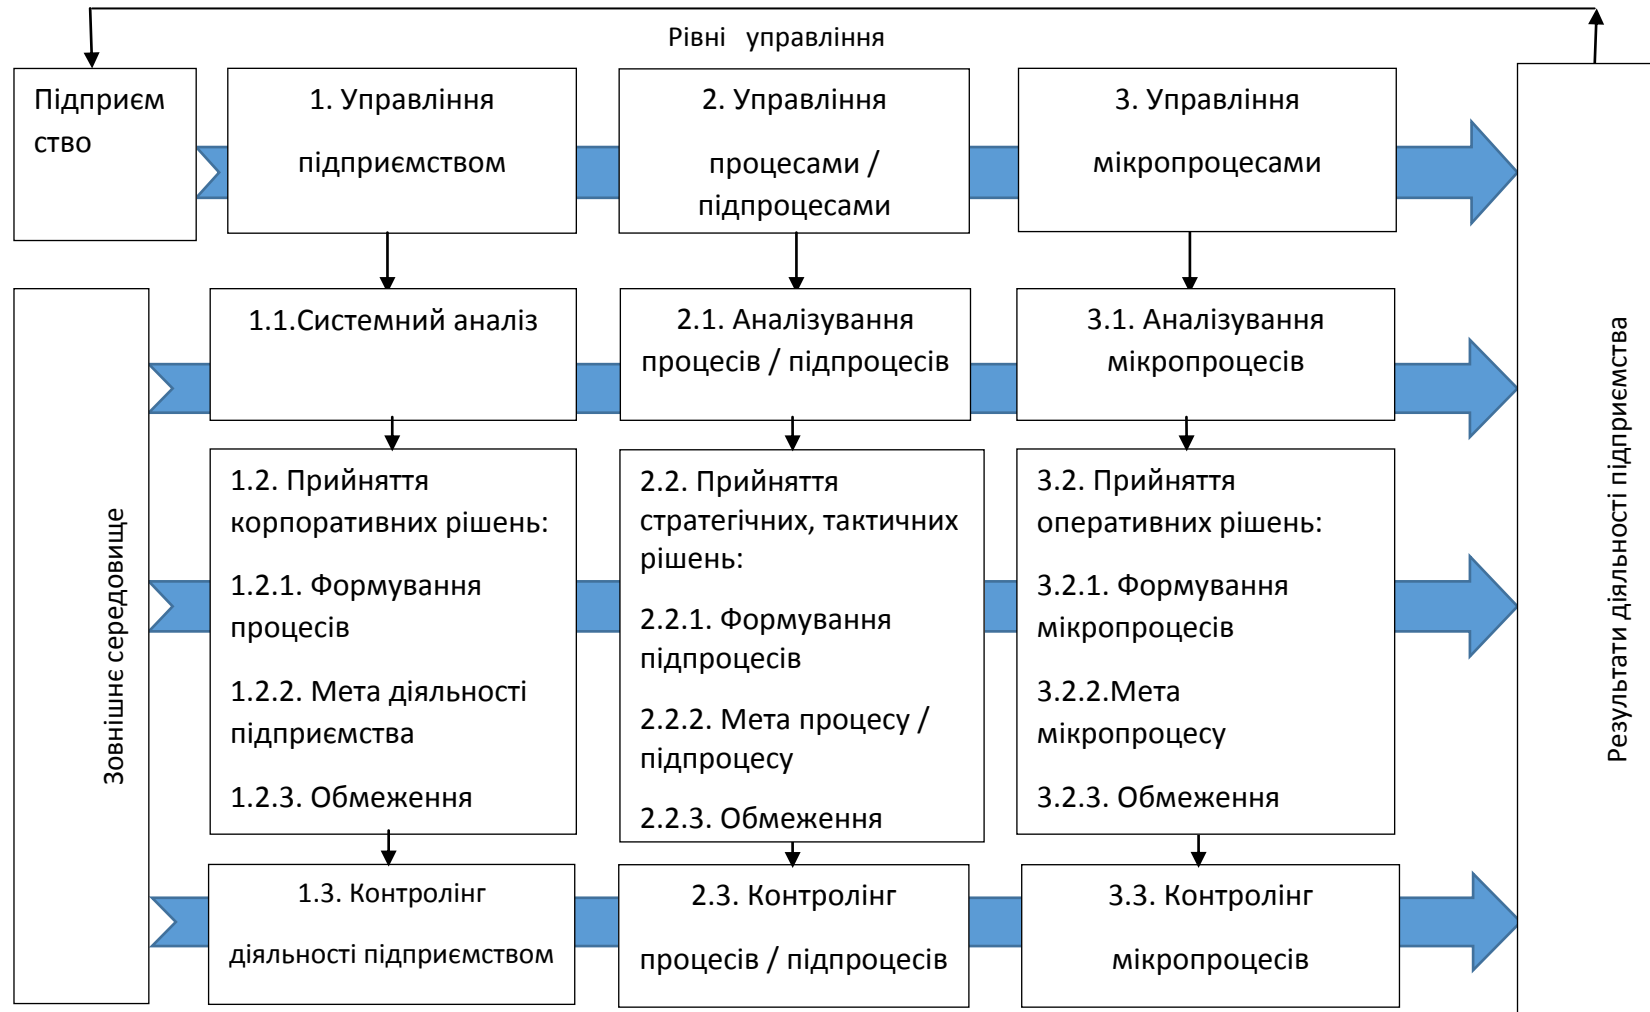 Рівні управління
Підприєм
ство
1. Управління
підприємством
2. Управління
процесами /
підпроцесами
3. Управління
мікропроцесами
Зовнішнє середовище
1.1.Системний аналіз
2.1. Аналізування
процесів / підпроцесів
3.1. Аналізування
мікропроцесів
1.2. Прийняття
корпоративних рішень:
1.2.1. Формування
процесів
1.2.2. Мета діяльності
підприємства
1.2.3. Обмеження
2.2. Прийняття
стратегічних, тактичних
рішень:
2.2.1. Формування
підпроцесів
2.2.2. Мета процесу /
підпроцесу
2.2.3. Обмеження
3.2. Прийняття
оперативних рішень:
3.2.1. Формування
мікропроцесів
3.2.2.Мета
мікропроцесу
3.2.3. Обмеження
1.3. Контролінг
діяльності підприємством
2.3. Контролінг
процесів / підпроцесів
3.3. Контролінг
мікропроцесів
Результати діяльності підприємства